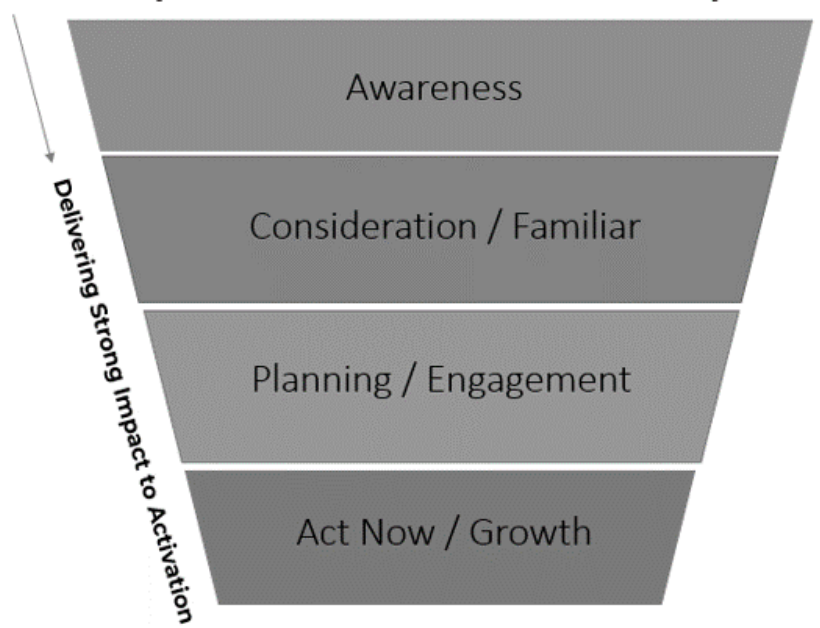 Awareness
Consideration / Familiar
Planning / Engagement
Act Now / Growth
Delivering Strong Impact to Activation